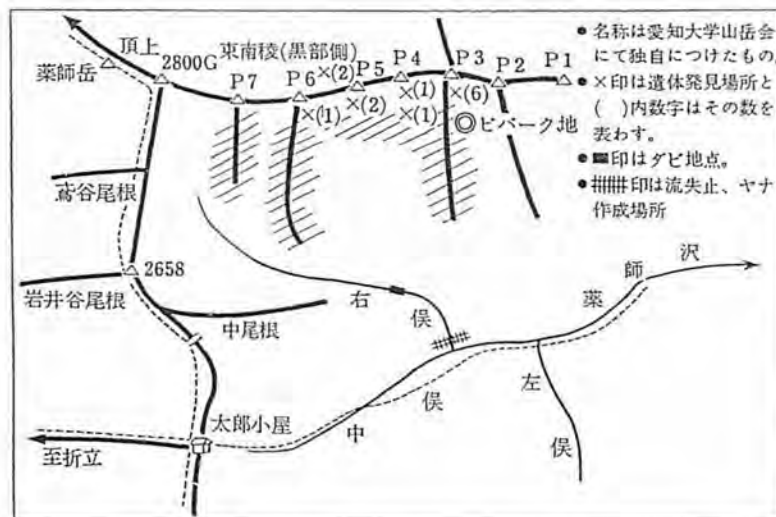 頂上
薬師岳
2800G
東南稜(黒部側)
P7
P6
×(2)
P5
P4
P3
P2
P1
×(1)
×(2)
×(1)
×(1)
×(6)
◎ビバーク地
● 名称は愛知大学山岳会
にて独自につけたもの。
● ×印は遺体発見場所と
( )内数字はその数を
表わす。
● 印はダビ地点。
● 印は流失止、ヤナ
作成場所
鳶谷尾根
2658
岩井谷尾根
中尾根
右
俣
薬
師
沢
左
俣
中
俣
太郎小屋
至折立